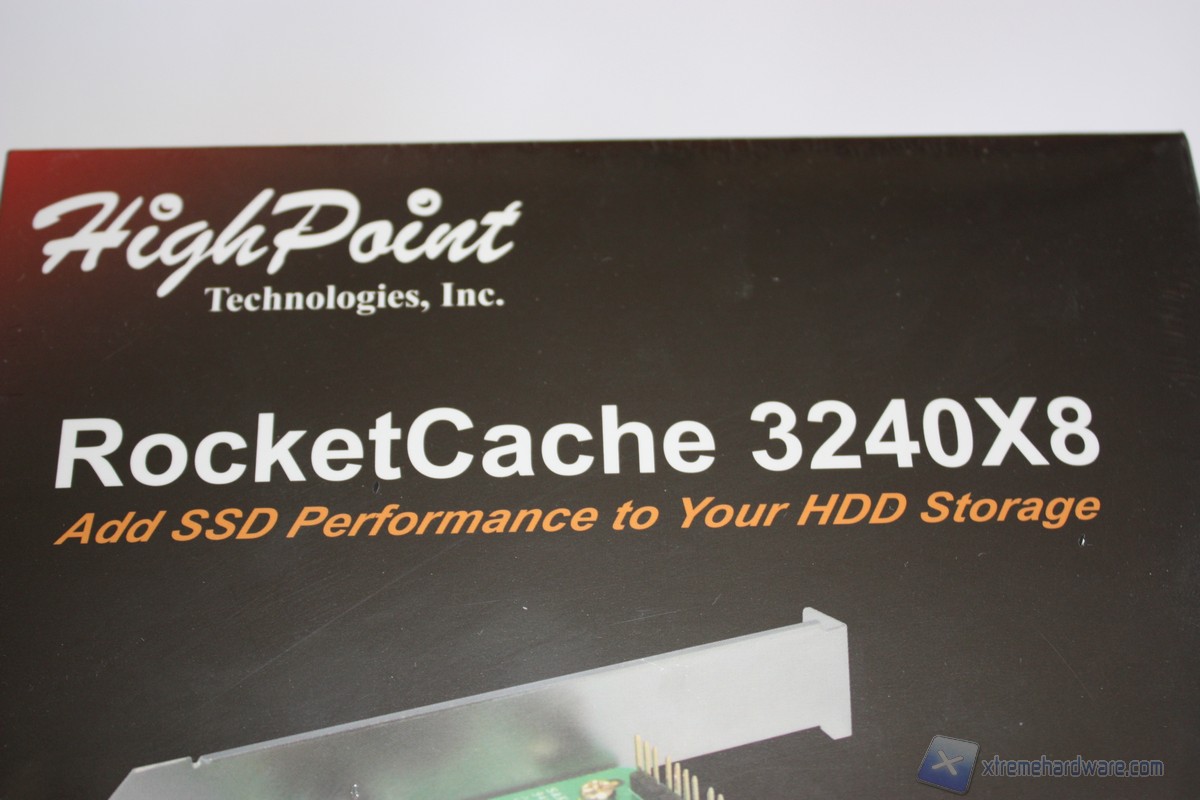 HighPoint
Technologies, Inc.
RocketCache 3240X8
Add SSD Performance to Your HDD Storage
xtremehardware.com